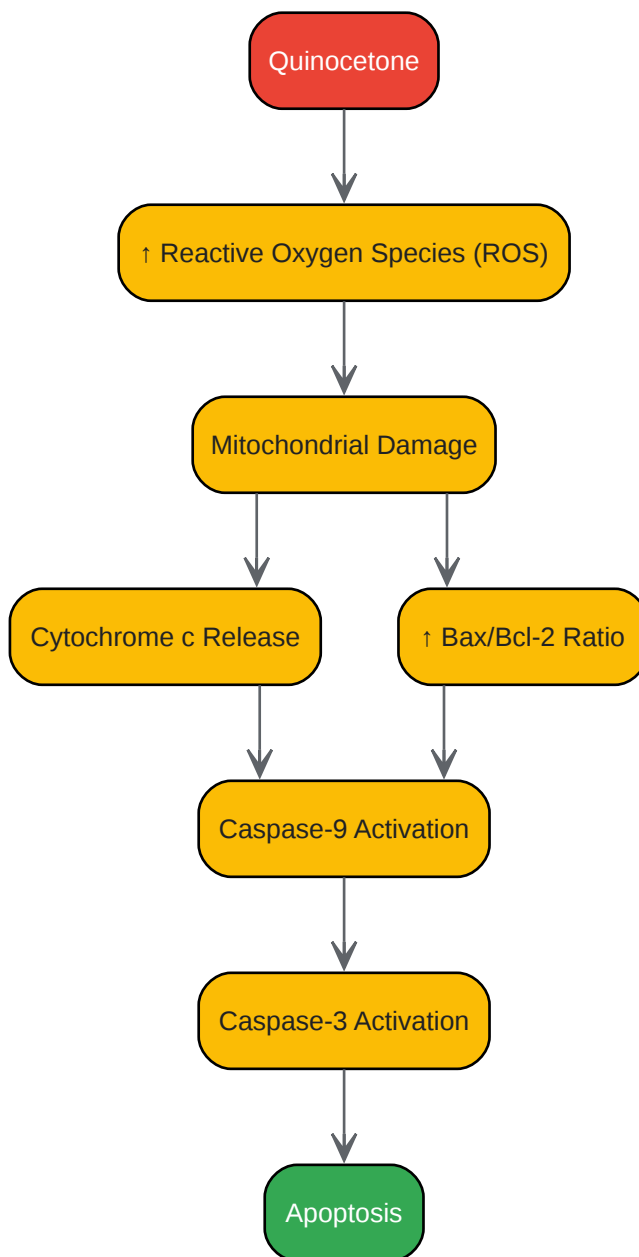 Quinocetone
↑ Reactive Oxygen Species (ROS)
Mitochondrial Damage
Cytochrome c Release
↑ Bax/Bcl-2 Ratio
Caspase-9 Activation
Caspase-3 Activation
Apoptosis